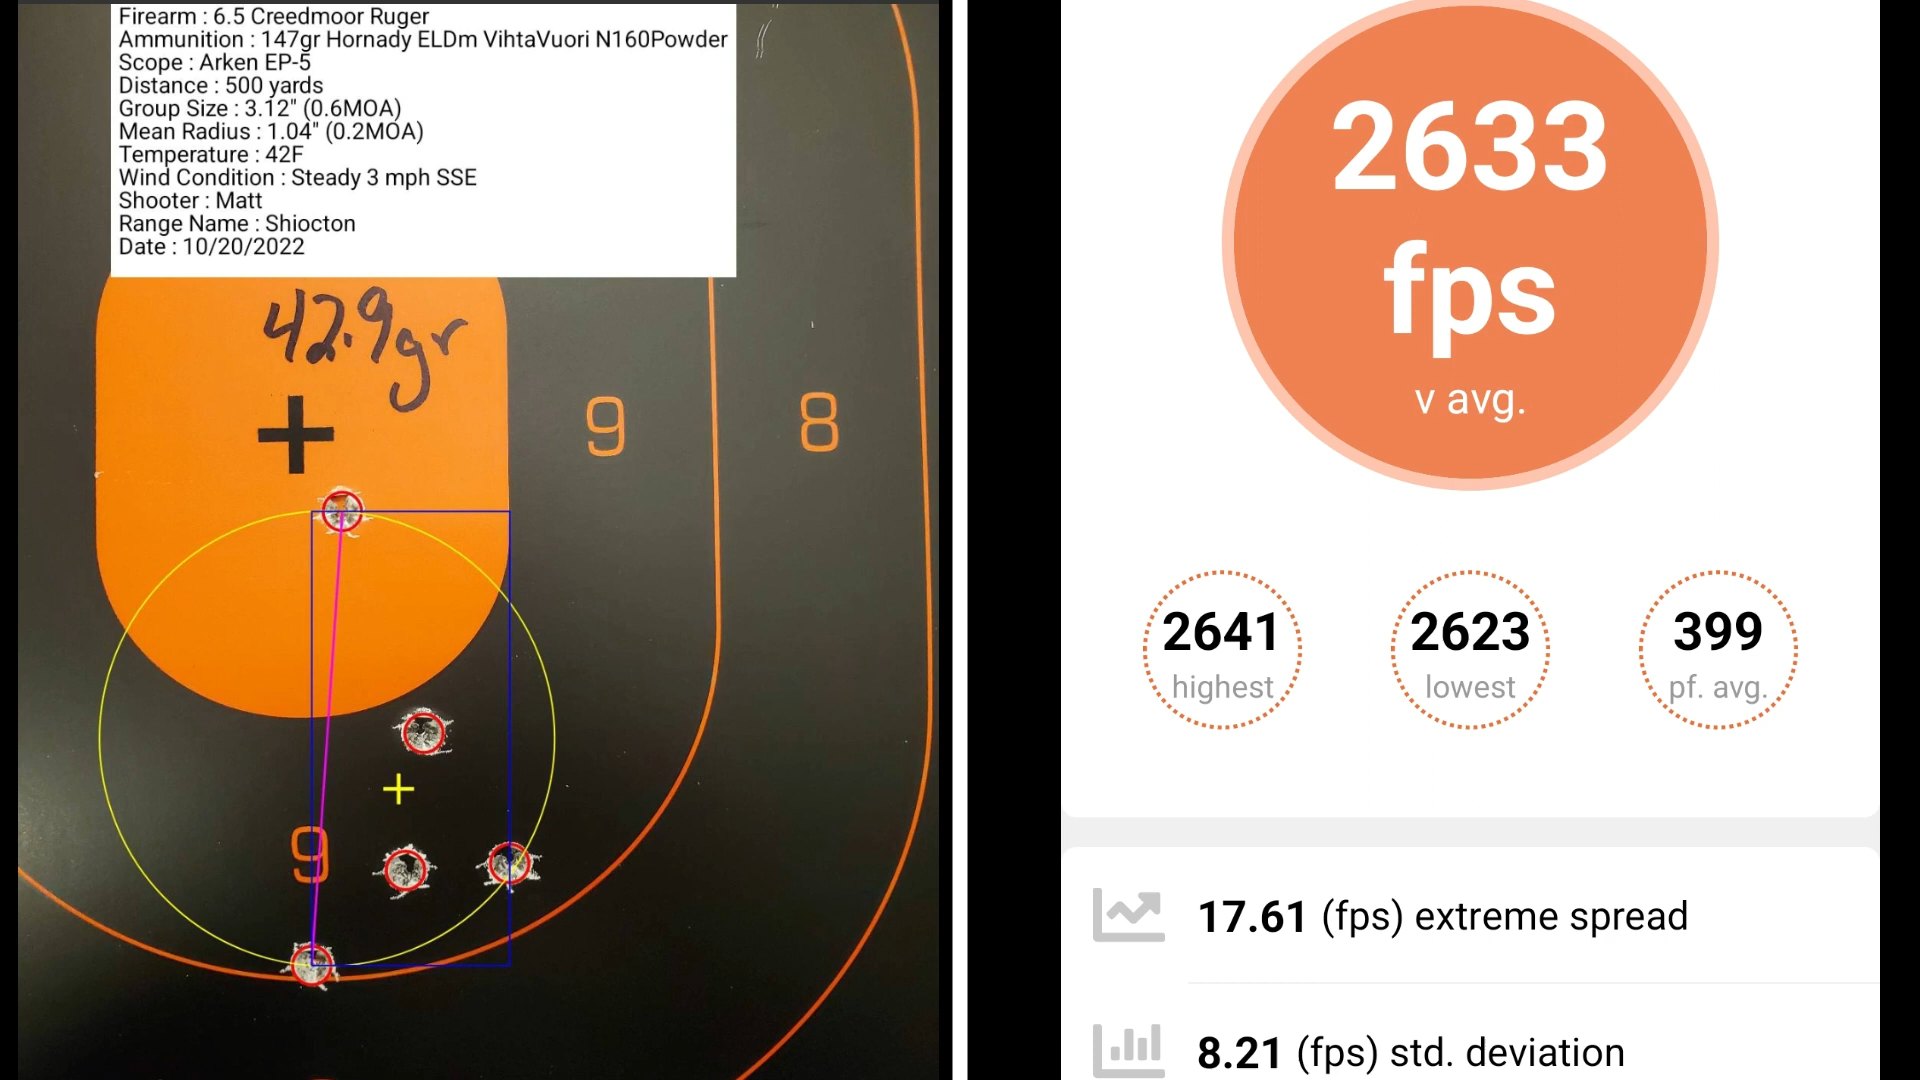 Firearm : 6.5 Creedmoor Ruger
Ammunition : 147gr Hornady ELDm VihtaVuori N160Powder
Scope : Arken EP-5
Distance : 500 yards
Group Size : 3.12" (0.6MOA)
Mean Radius : 1.04" (0.2MOA)
Temperature : 42F
Wind Condition : Steady 3 mph SSE
Shooter : Matt
Range Name : Shiocton
Date : 10/20/2022
42.9gr
9
8
9
2633
fps
v avg.
2641
highest
2623
lowest
399
pf. avg.
17.61 (fps) extreme spread
8.21 (fps) std. deviation